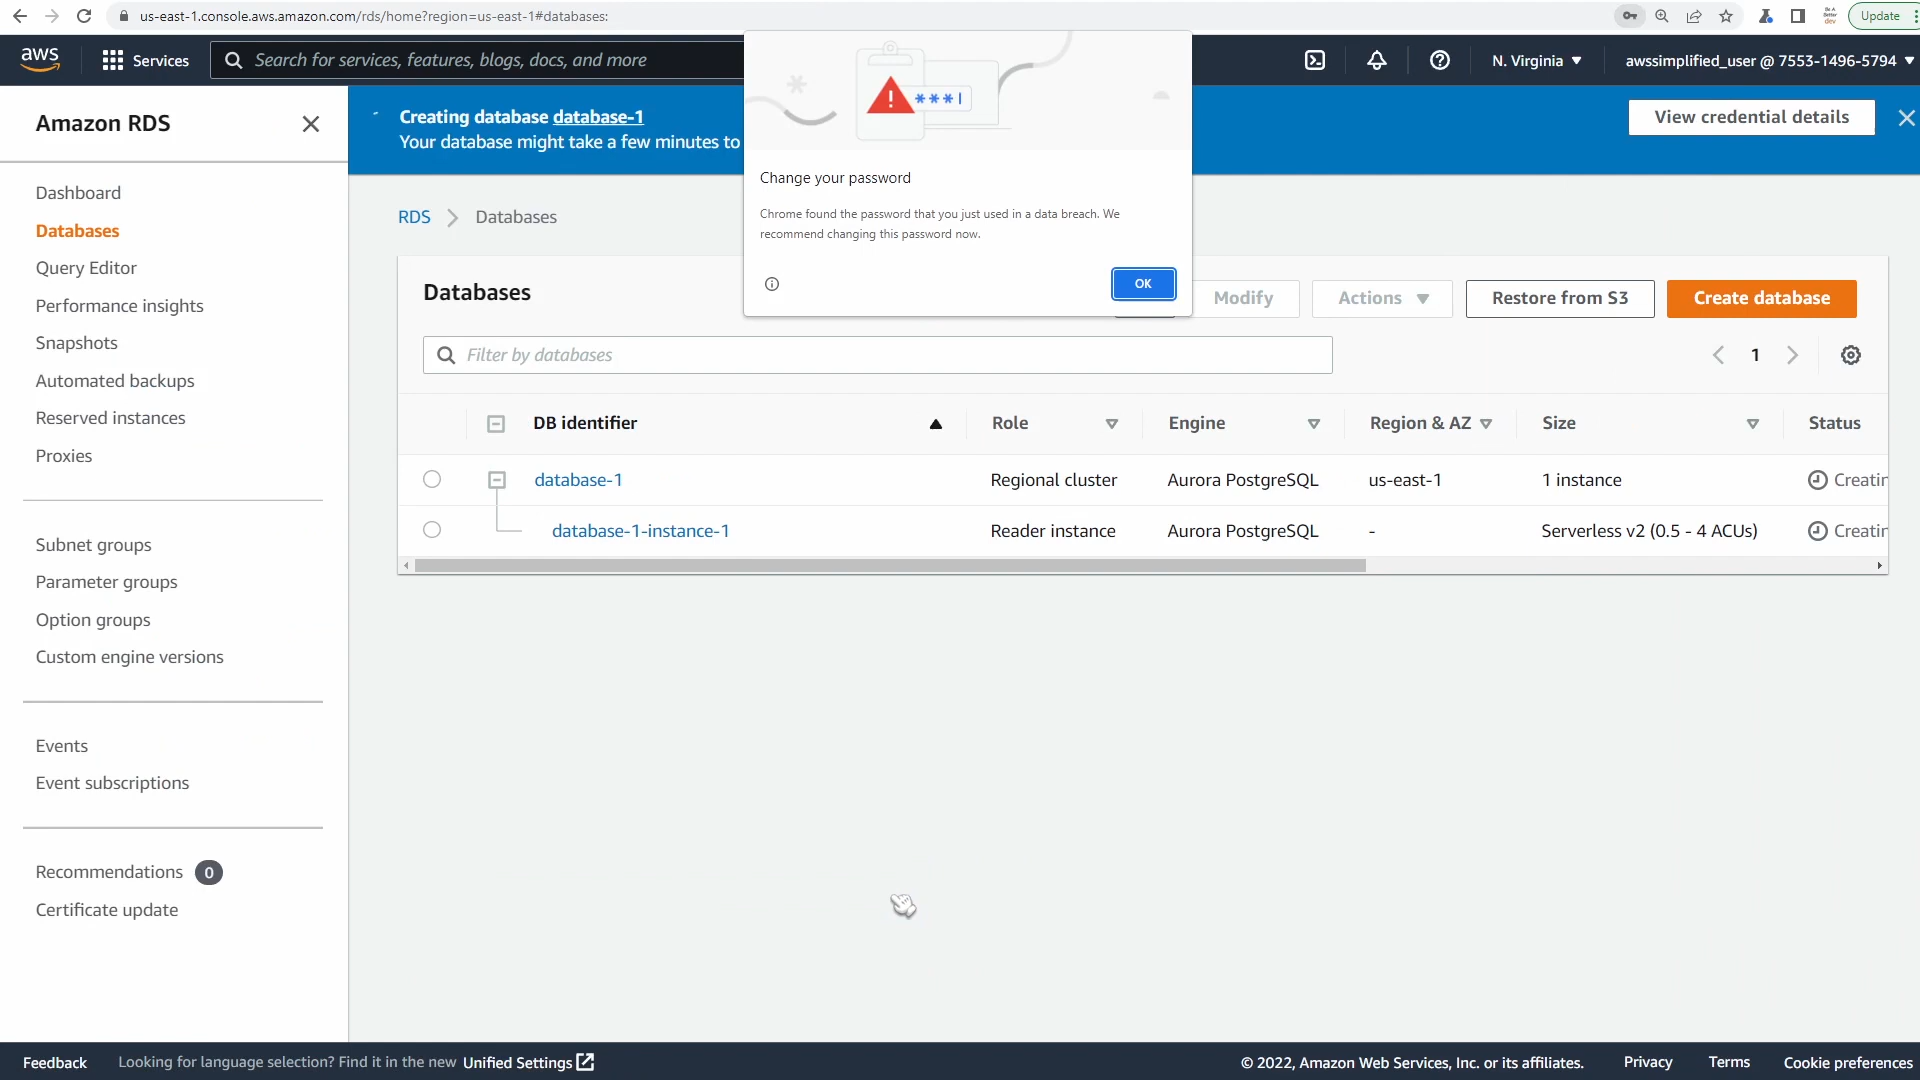 us-east-1.console.aws.amazon.com/rds/home?region=us-east-1#databases:
Update
aws
Services
Search for services, features, blogs, docs, and more
N. Virginia
awssimplified_user @ 7553-1496-5794
Amazon RDS
Creating database database-1
Your database might take a few minutes to
View credential details
***
Change your password
Chrome found the password that you just used in a data breach. We
recommend changing this password now.
OK
Dashboard
Databases
Query Editor
Performance insights
Snapshots
Automated backups
Reserved instances
Proxies
Subnet groups
Parameter groups
Option groups
Custom engine versions
Events
Event subscriptions
Recommendations 0
Certificate update
RDS
Databases
Databases
Modify
Actions
Restore from S3
Create database
Filter by databases
1
DB identifier Role Engine Region & AZ Size Status
database-1 Regional cluster Aurora PostgreSQL us-east-1 1 instance Creatin
database-1-instance-1 Reader instance Aurora PostgreSQL - Serverless v2 (0.5 - 4 ACUs) Creatin
Feedback
Looking for language selection? Find it in the new Unified Settings
© 2022, Amazon Web Services, Inc. or its affiliates.
Privacy
Terms
Cookie preferences